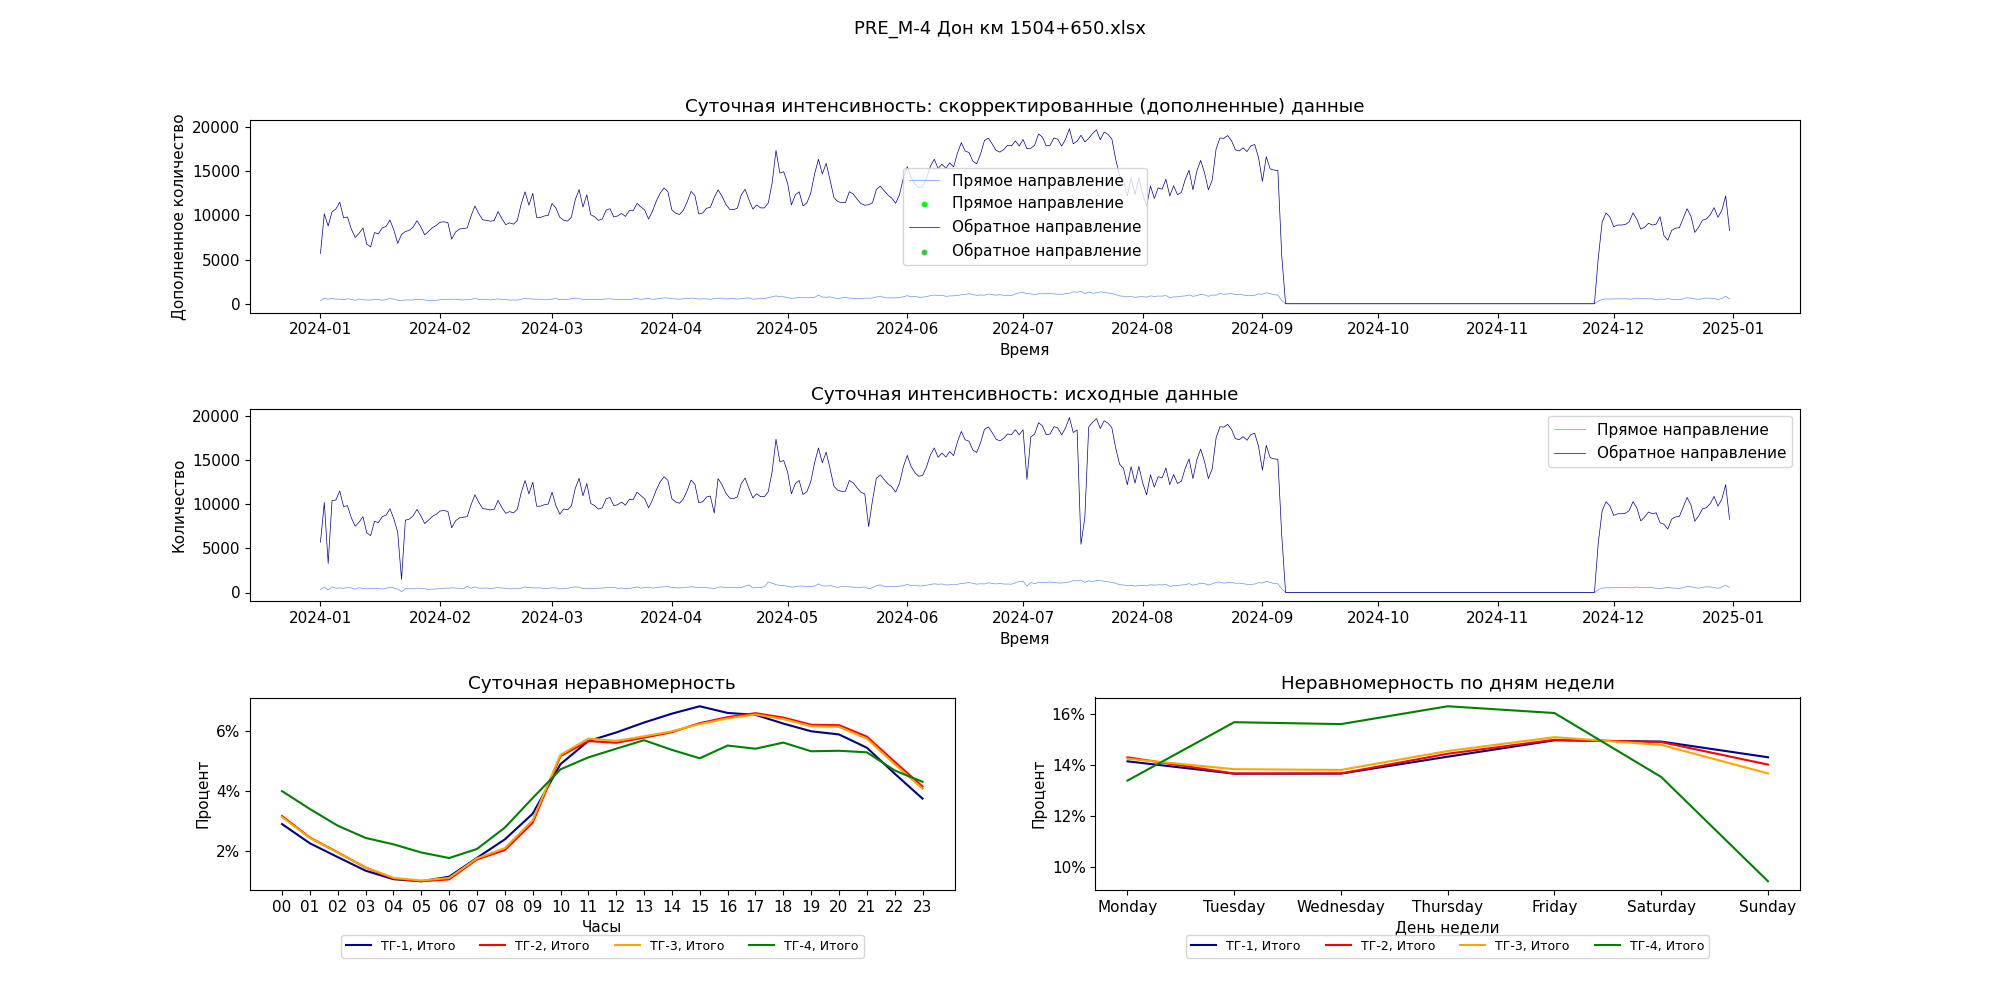 PRE_М-4 Дон км 1504+650.xlsx
Суточная интенсивность: скорректированные (дополненные) данные
Дополненное количество
20000
15000
10000
5000
0
Прямое направление
Прямое направление
Обратное направление
Обратное направление
2024-01 2024-02 2024-03 2024-04 2024-05 2024-06 2024-07 2024-08 2024-09 2024-10 2024-11 2024-12 2025-01
Время
Суточная интенсивность: исходные данные
Количество
20000
15000
10000
5000
0
Прямое направление
Обратное направление
2024-01 2024-02 2024-03 2024-04 2024-05 2024-06 2024-07 2024-08 2024-09 2024-10 2024-11 2024-12 2025-01
Время
Суточная неравномерность
Процент
6%
4%
2%
00 01 02 03 04 05 06 07 08 09 10 11 12 13 14 15 16 17 18 19 20 21 22 23
Часы
ТГ-1, Итого ТГ-2, Итого ТГ-3, Итого ТГ-4, Итого
Неравномерность по дням недели
Процент
16%
14%
12%
10%
Monday Tuesday Wednesday Thursday Friday Saturday Sunday
День недели
ТГ-1, Итого ТГ-2, Итого ТГ-3, Итого ТГ-4, Итого